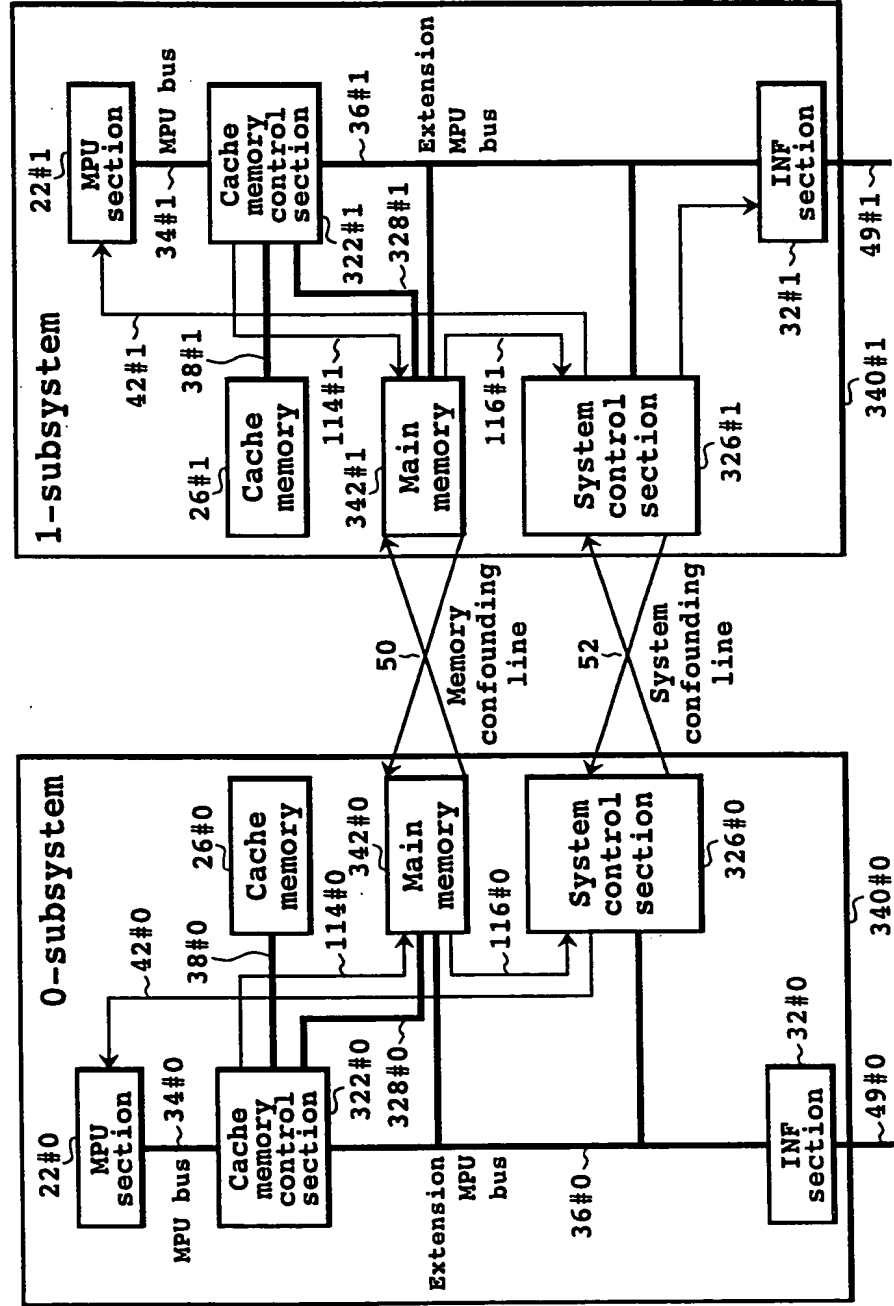 0-subsystem
22#0
MPU
section
MPU bus
34#0
42#0
38#0
26#0
Cache
memory
Cache
memory
control
section
322#0
114#0
328#0
342#0
Main
memory
116#0
Extension
MPU
bus
System
control
section
326#0
36#0
INF
section
32#0
340#0
49#0
50
Memory
confounding
line
52
System
confounding
line
1-subsystem
22#1
MPU
section
34#1
MPU bus
42#1
38#1
26#1
Cache
memory
Cache
memory
control
section
322#1
36#1
114#1
328#1
342#1
Main
memory
116#1
Extension
MPU
bus
System
control
section
326#1
INF
section
32#1
340#1
49#1